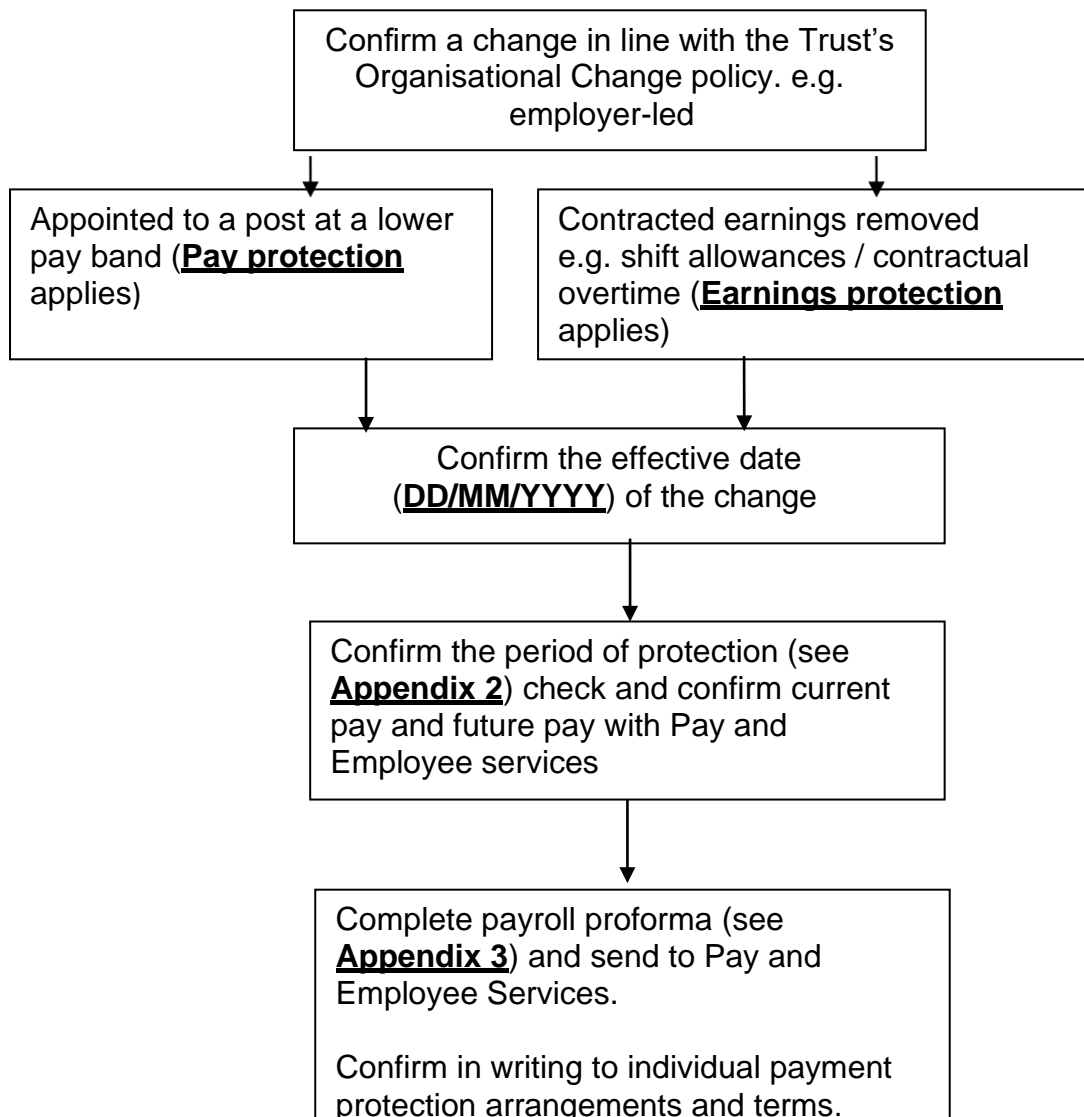 Confirm a change in line with the Trust's
Organisational Change policy. e.g.
employer-led
Appointed to a post at a lower
pay band (Pay protection
applies)
Contracted earnings removed
e.g. shift allowances / contractual
overtime (Earnings protection
applies)
Confirm the effective date
(DD/MM/YYYY) of the change
Confirm the period of protection (see
Appendix 2) check and confirm current
pay and future pay with Pay and
Employee services
Complete payroll proforma (see
Appendix 3) and send to Pay and
Employee Services.
Confirm in writing to individual payment
protection arrangements and terms.